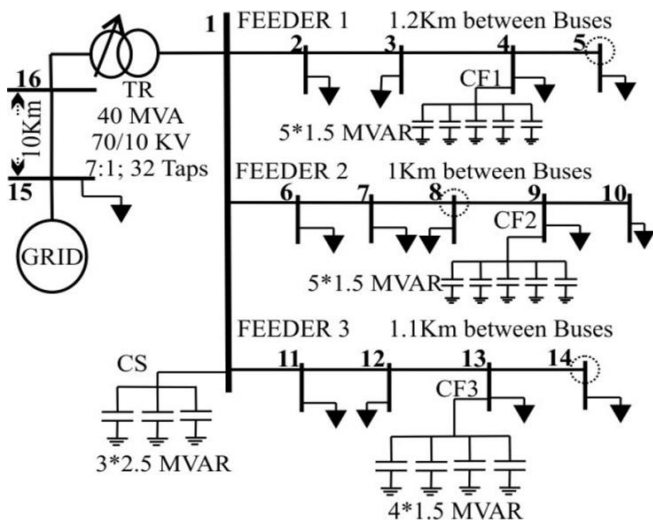 1 FEEDER 1 1.2Km between Buses
2 3 4 5
16
TR
40 MVA
70/10 KV
7:1; 32 Taps
10Km
15
GRID
CF1
5*1.5 MVAR
FEEDER 2 1Km between Buses
6 7 8 9 10
CF2
5*1.5 MVAR
FEEDER 3 1.1Km between Buses
11 12 13 14
CS
CF3
3*2.5 MVAR
4*1.5 MVAR